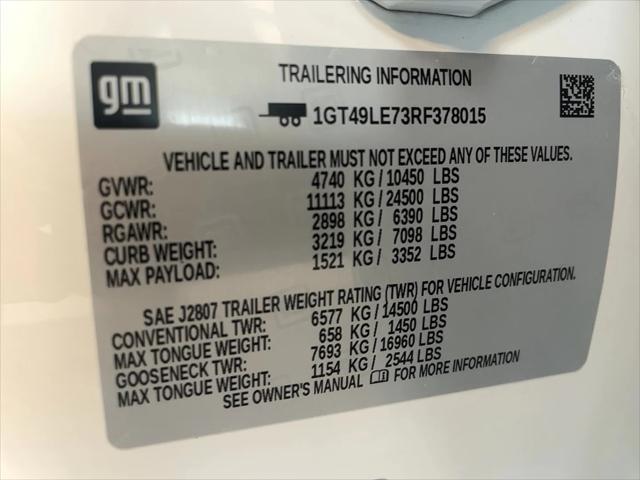 gm
TRAILERING INFORMATION
1GT49LE73RF378015
VEHICLE AND TRAILER MUST NOT EXCEED ANY OF THESE VALUES.
GVWR: 4740 KG / 10450 LBS
GCWR: 11113 KG / 24500 LBS
RGAWR: 2898 KG / 6390 LBS
CURB WEIGHT: 3219 KG / 7098 LBS
MAX PAYLOAD: 1521 KG / 3352 LBS
SAE J2807 TRAILER WEIGHT RATING (TWR) FOR VEHICLE CONFIGURATION.
CONVENTIONAL TWR: 6577 KG / 14500 LBS
MAX TONGUE WEIGHT: 658 KG / 1450 LBS
GOOSENECK TWR: 7693 KG / 16960 LBS
MAX TONGUE WEIGHT: 1154 KG / 2544 LBS
SEE OWNER'S MANUAL FOR MORE INFORMATION